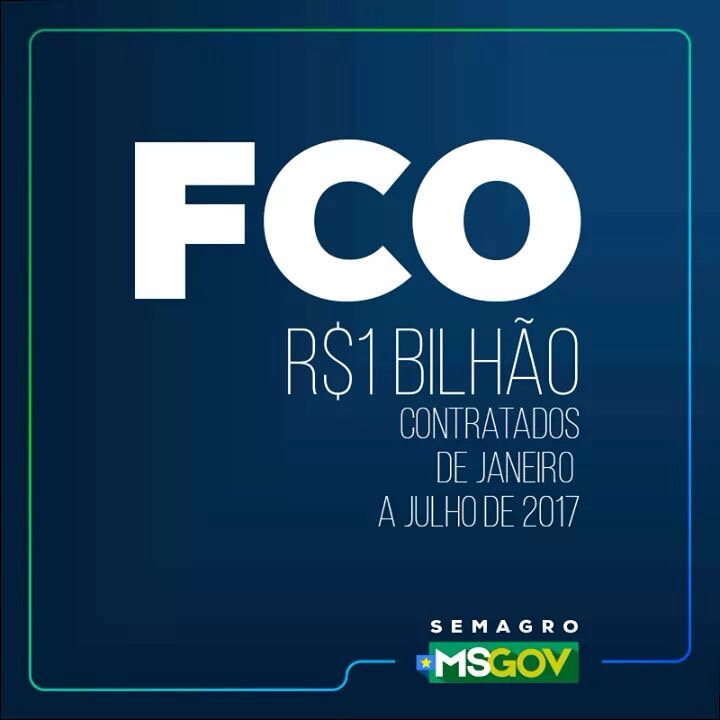 FCO
R$1 BILHÃO
CONTRATADOS
DE JANEIRO
A JULHO DE 2017
SEMAGRO
MSGOV